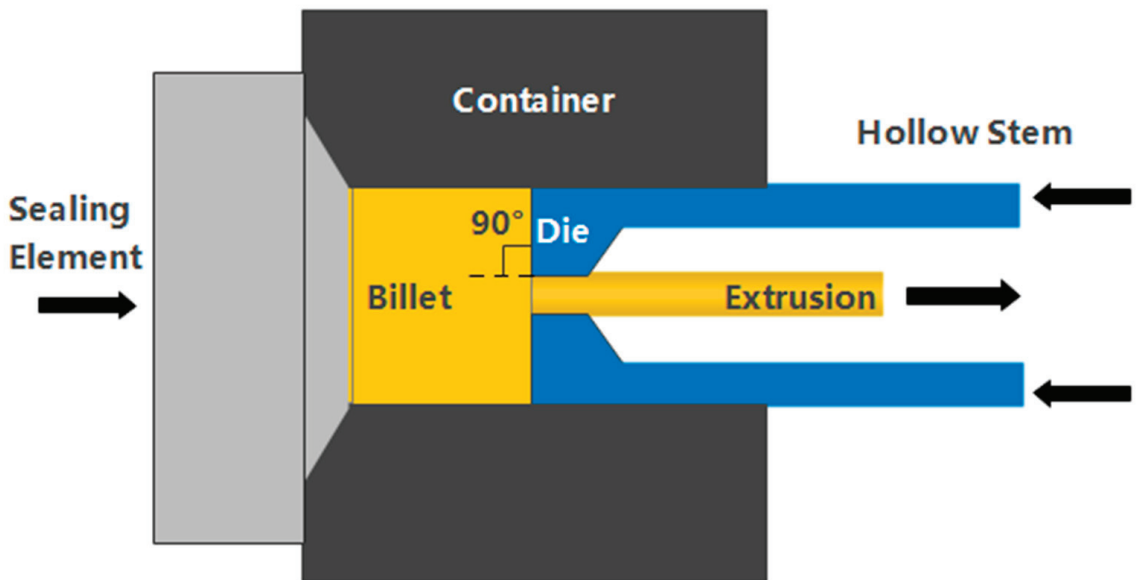 Container
Hollow Stem
Sealing
Element
90°
Die
Billet
Extrusion